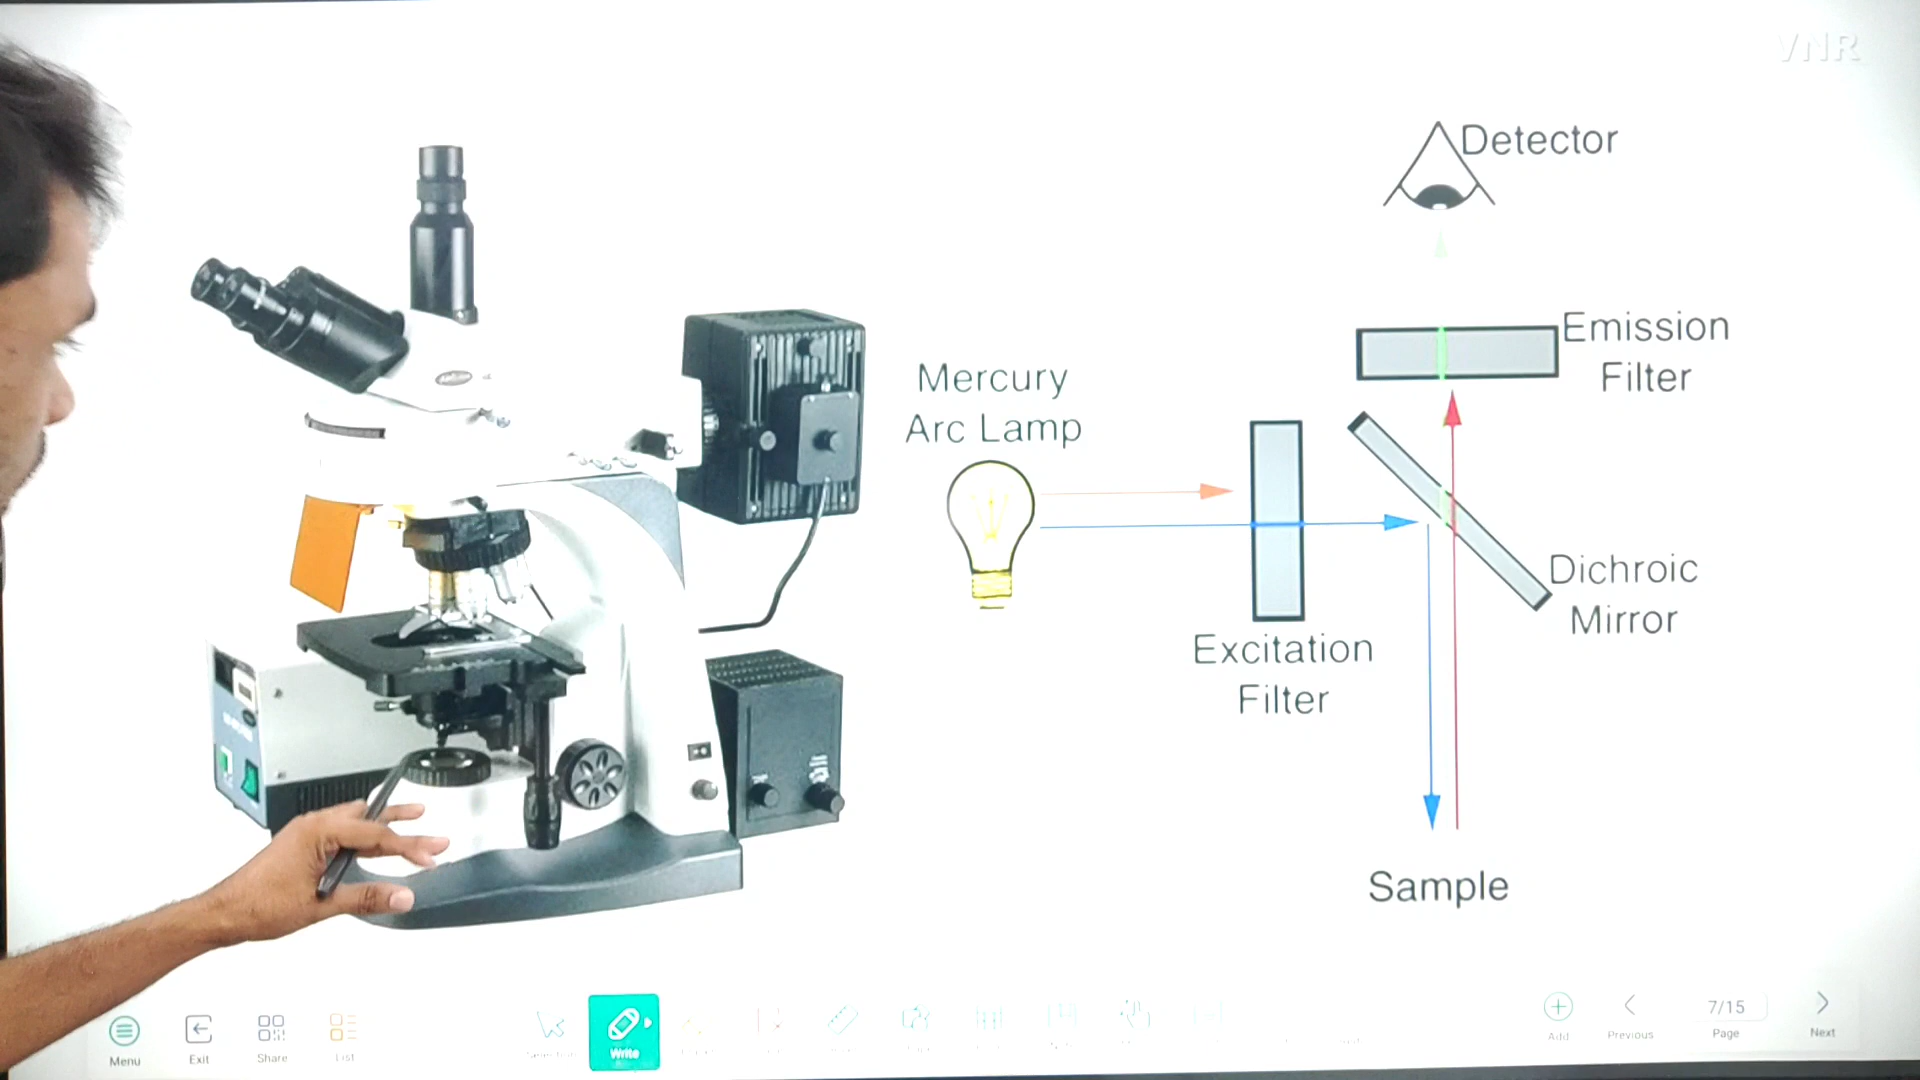 VNR
Detector
Emission
Filter
Mercury
Arc Lamp
Dichroic
Mirror
Excitation
Filter
Sample
Menu
Exit
Share
List
Write
Add
Previous
7/15
Page
Next